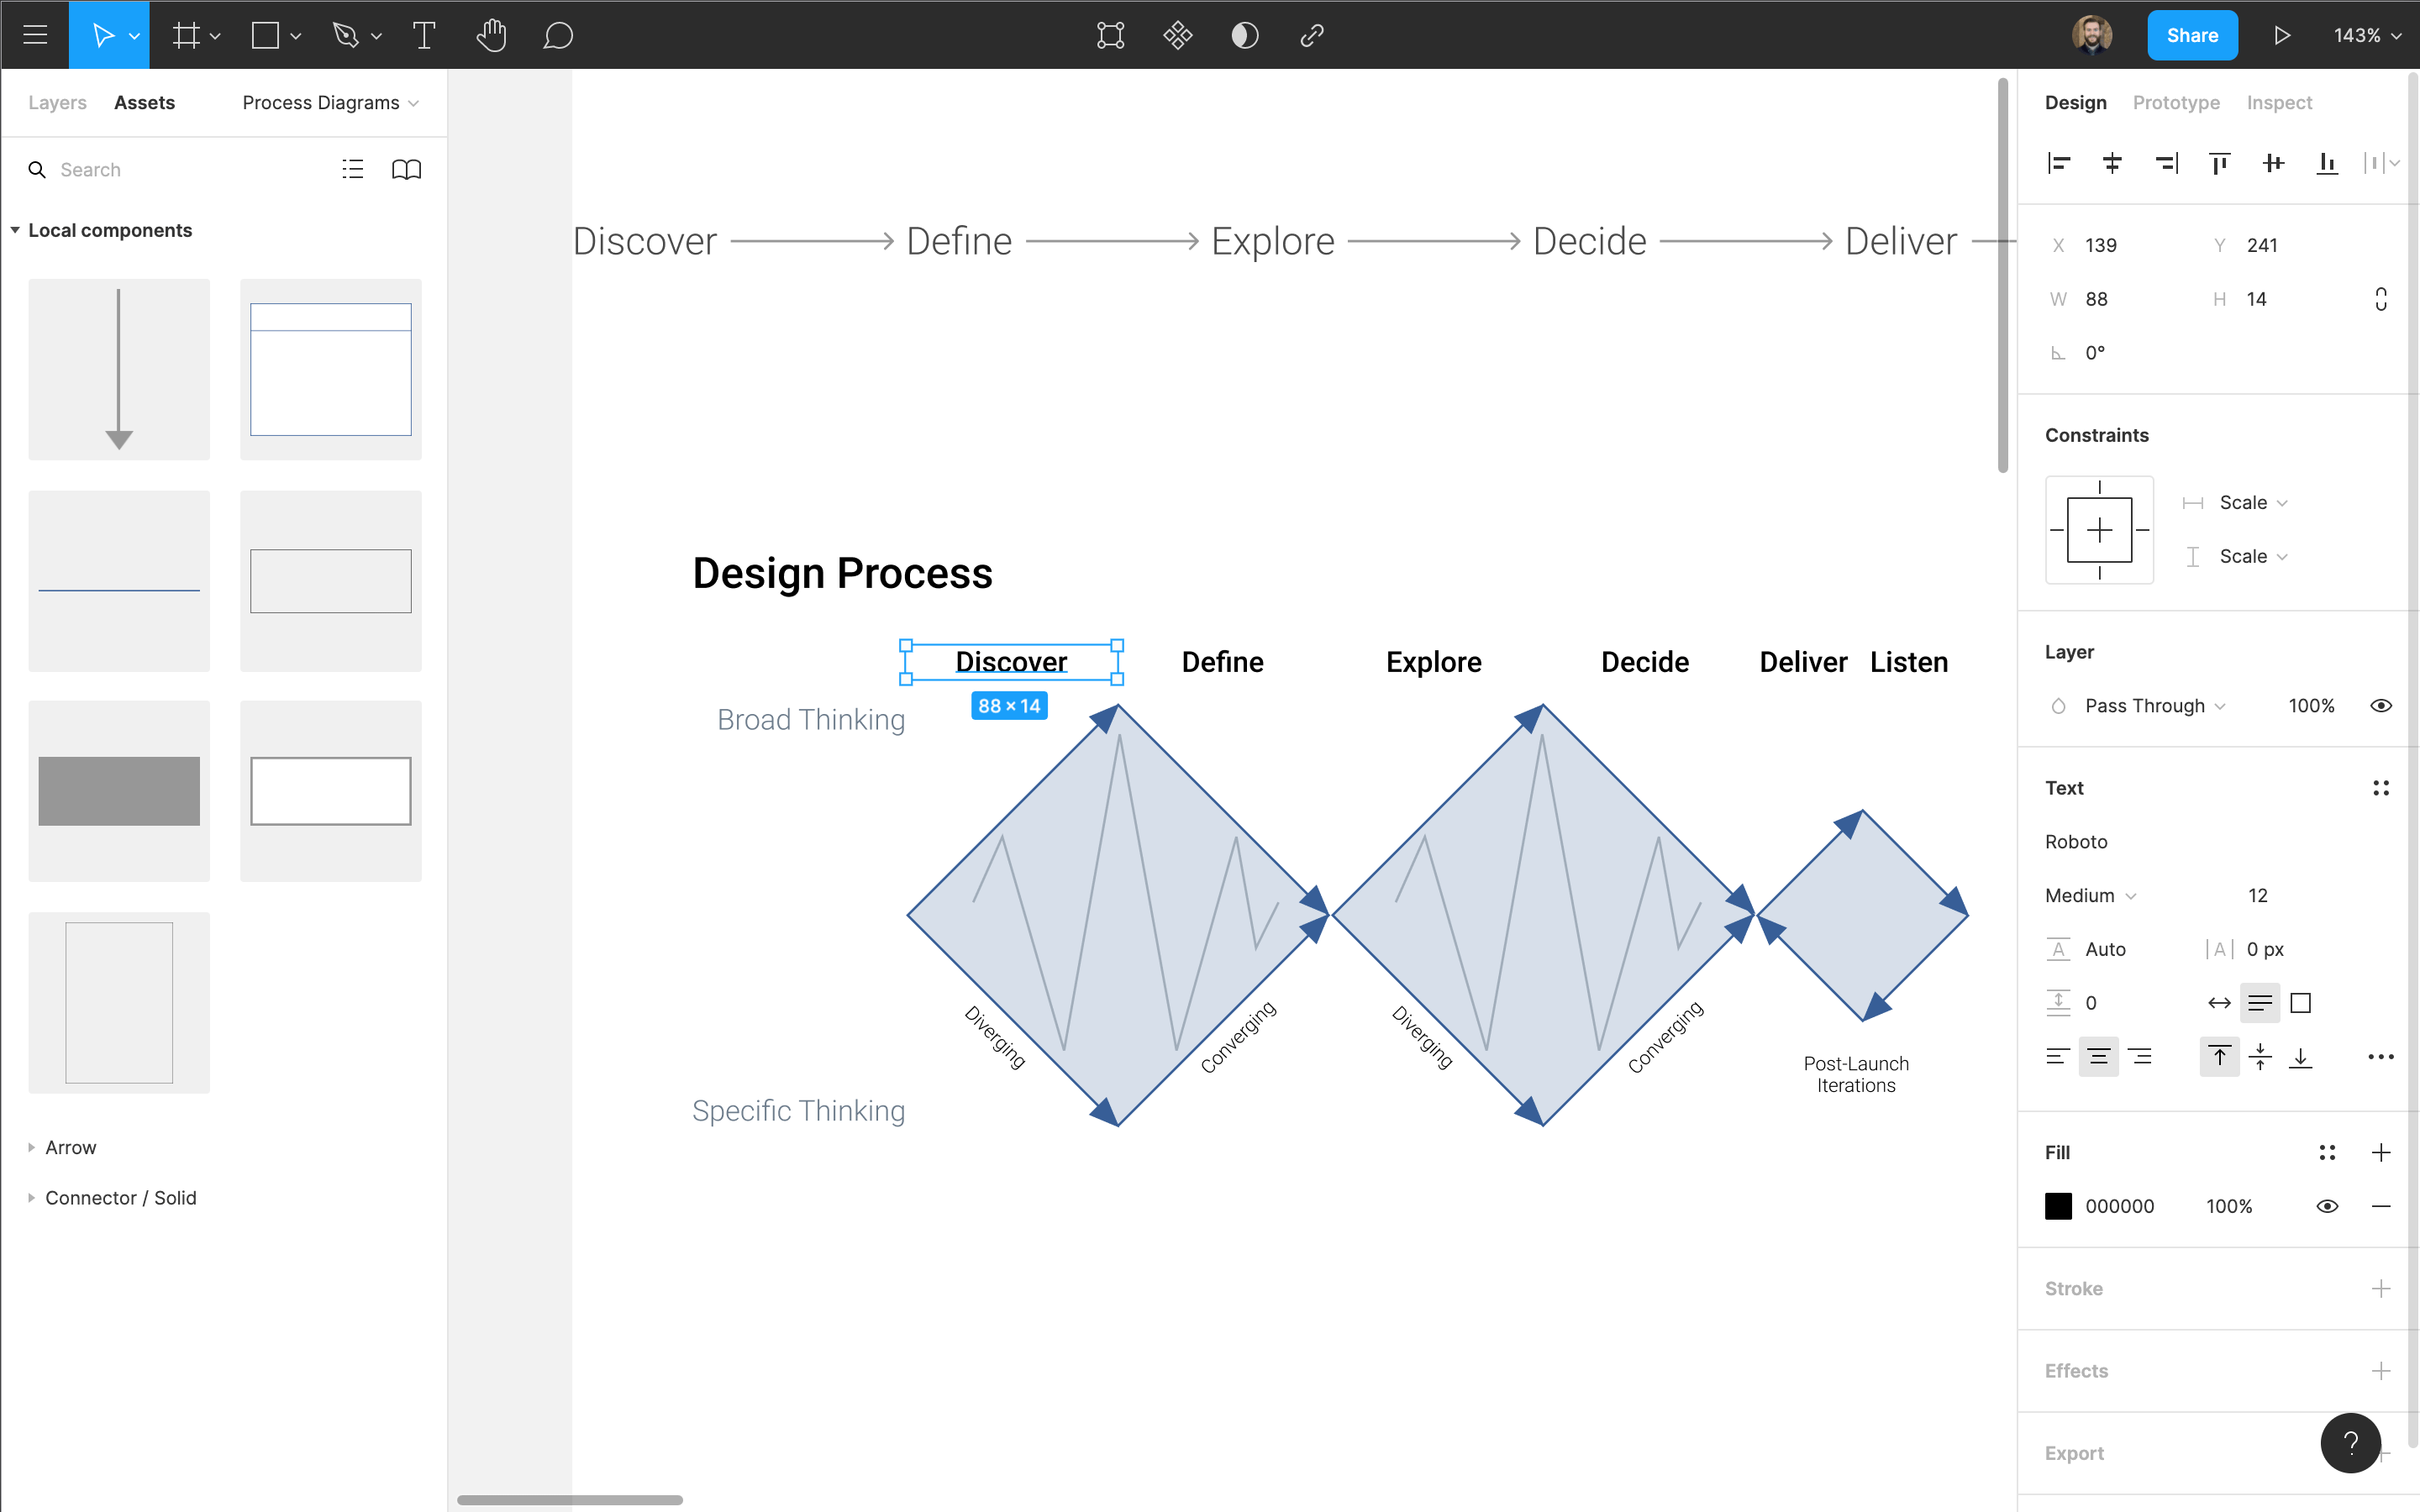 Share
143%
Layers
Assets
Process Diagrams
Search
Local components
Arrow
Connector / Solid
Discover
Define
Explore
Decide
Deliver
Design Process
Discover
Define
Explore
Decide
Deliver
Listen
88 × 14
Broad Thinking
Specific Thinking
Diverging
Converging
Diverging
Converging
Post-Launch
Iterations
Design
Prototype
Inspect
X 139
Y 241
W 88
H 14
0°
Constraints
Scale
Scale
Layer
Pass Through
100%
Text
Roboto
Medium
12
A Auto
A 0 px
0
Fill
000000
100%
Stroke
Effects
Export
?